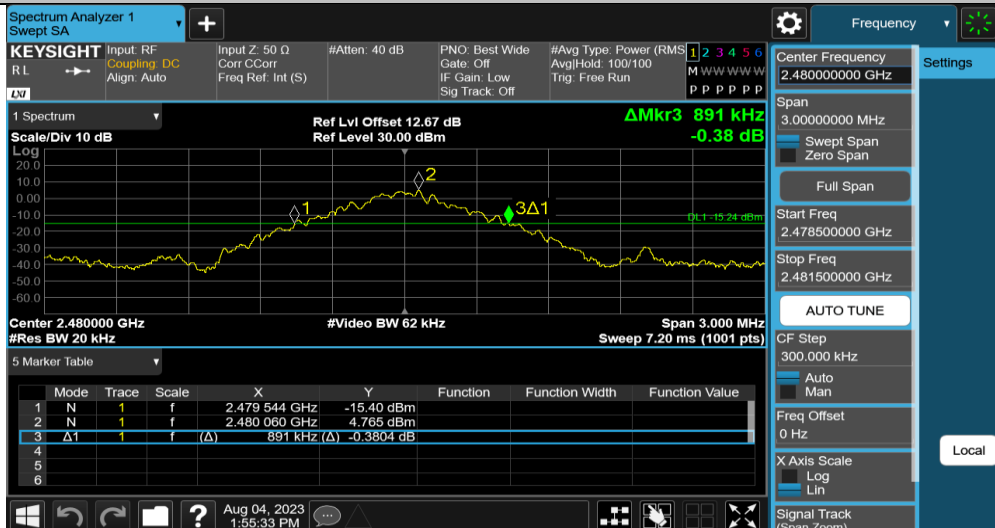 Spectrum Analyzer 1
Swept SA
Frequency
KEYSIGHT
R L
LXI
Input: RF
Coupling: DC
Align: Auto
Input Z: 50 Ω
Corr CCorr
Freq Ref: Int (S)
#Atten: 40 dB
PNO: Best Wide
Gate: Off
IF Gain: Low
Sig Track: Off
#Avg Type: Power (RMS
Avg|Hold: 100/100
Trig: Free Run
1 2 3 4 5 6
M W W W W W
P P P P P P
1 Spectrum
Scale/Div 10 dB
Ref Lvl Offset 12.67 dB
Ref Level 30.00 dBm
ΔMkr3 891 kHz
-0.38 dB
Log
20.0
10.0
0.00
-10.0
-20.0
-30.0
-40.0
-50.0
-60.0
1
2
3Δ1
DL1 -15.24 dBm
Center 2.480000 GHz
#Video BW 62 kHz
Span 3.000 MHz
#Res BW 20 kHz
Sweep 7.20 ms (1001 pts)
5 Marker Table
Mode Trace Scale X Y Function Function Width Function Value
1 N 1 f 2.479 544 GHz -15.40 dBm
2 N 1 f 2.480 060 GHz 4.765 dBm
3 Δ1 1 f (Δ) 891 kHz (Δ) -0.3804 dB
4
5
6
?
Aug 04, 2023
1:55:33 PM
Center Frequency
2.480000000 GHz
Span
3.00000000 MHz
Swept Span
Zero Span
Full Span
Start Freq
2.478500000 GHz
Stop Freq
2.481500000 GHz
AUTO TUNE
CF Step
300.000 kHz
Auto
Man
Freq Offset
0 Hz
X Axis Scale
Log
Lin
Signal Track
(Span Zoom)
Settings
Local